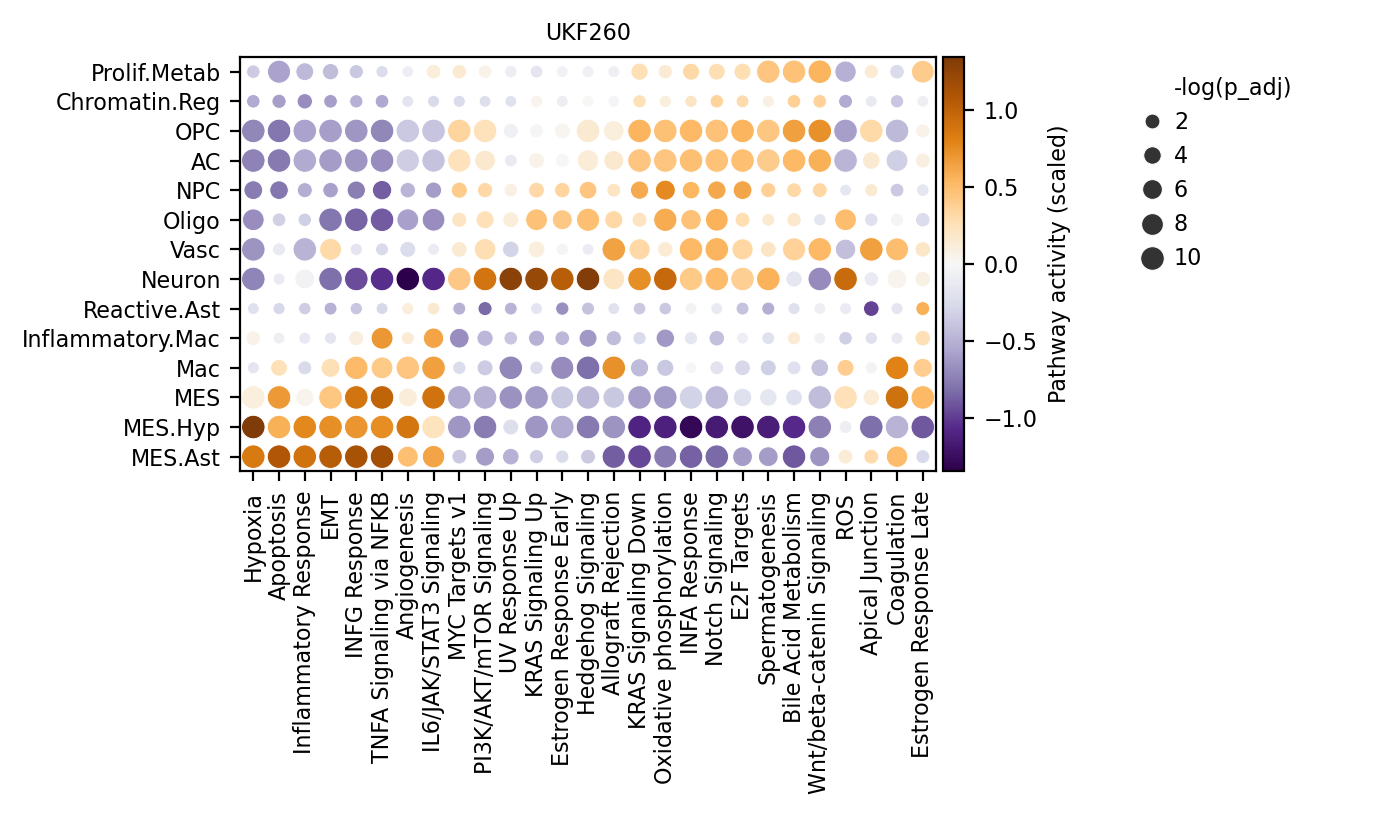 UKF260
Prolif.Metab
Chromatin.Reg
OPC
AC
NPC
Oligo
Vasc
Neuron
Reactive.Ast
Inflammatory.Mac
Mac
MES
MES.Hyp
MES.Ast
Hypoxia
Apoptosis
Inflammatory Response
EMT
INFG Response
TNFA Signaling via NFKB
Angiogenesis
IL6/JAK/STAT3 Signaling
MYC Targets v1
PI3K/AKT/mTOR Signaling
UV Response Up
KRAS Signaling Up
Estrogen Response Early
Hedgehog Signaling
Allograft Rejection
KRAS Signaling Down
Oxidative phosphorylation
INFA Response
Notch Signaling
E2F Targets
Spermatogenesis
Bile Acid Metabolism
Wnt/beta-catenin Signaling
ROS
Apical Junction
Coagulation
Estrogen Response Late
1.0
0.5
0.0
−0.5
−1.0
Pathway activity (scaled)
-log(p_adj)
2
4
6
8
10